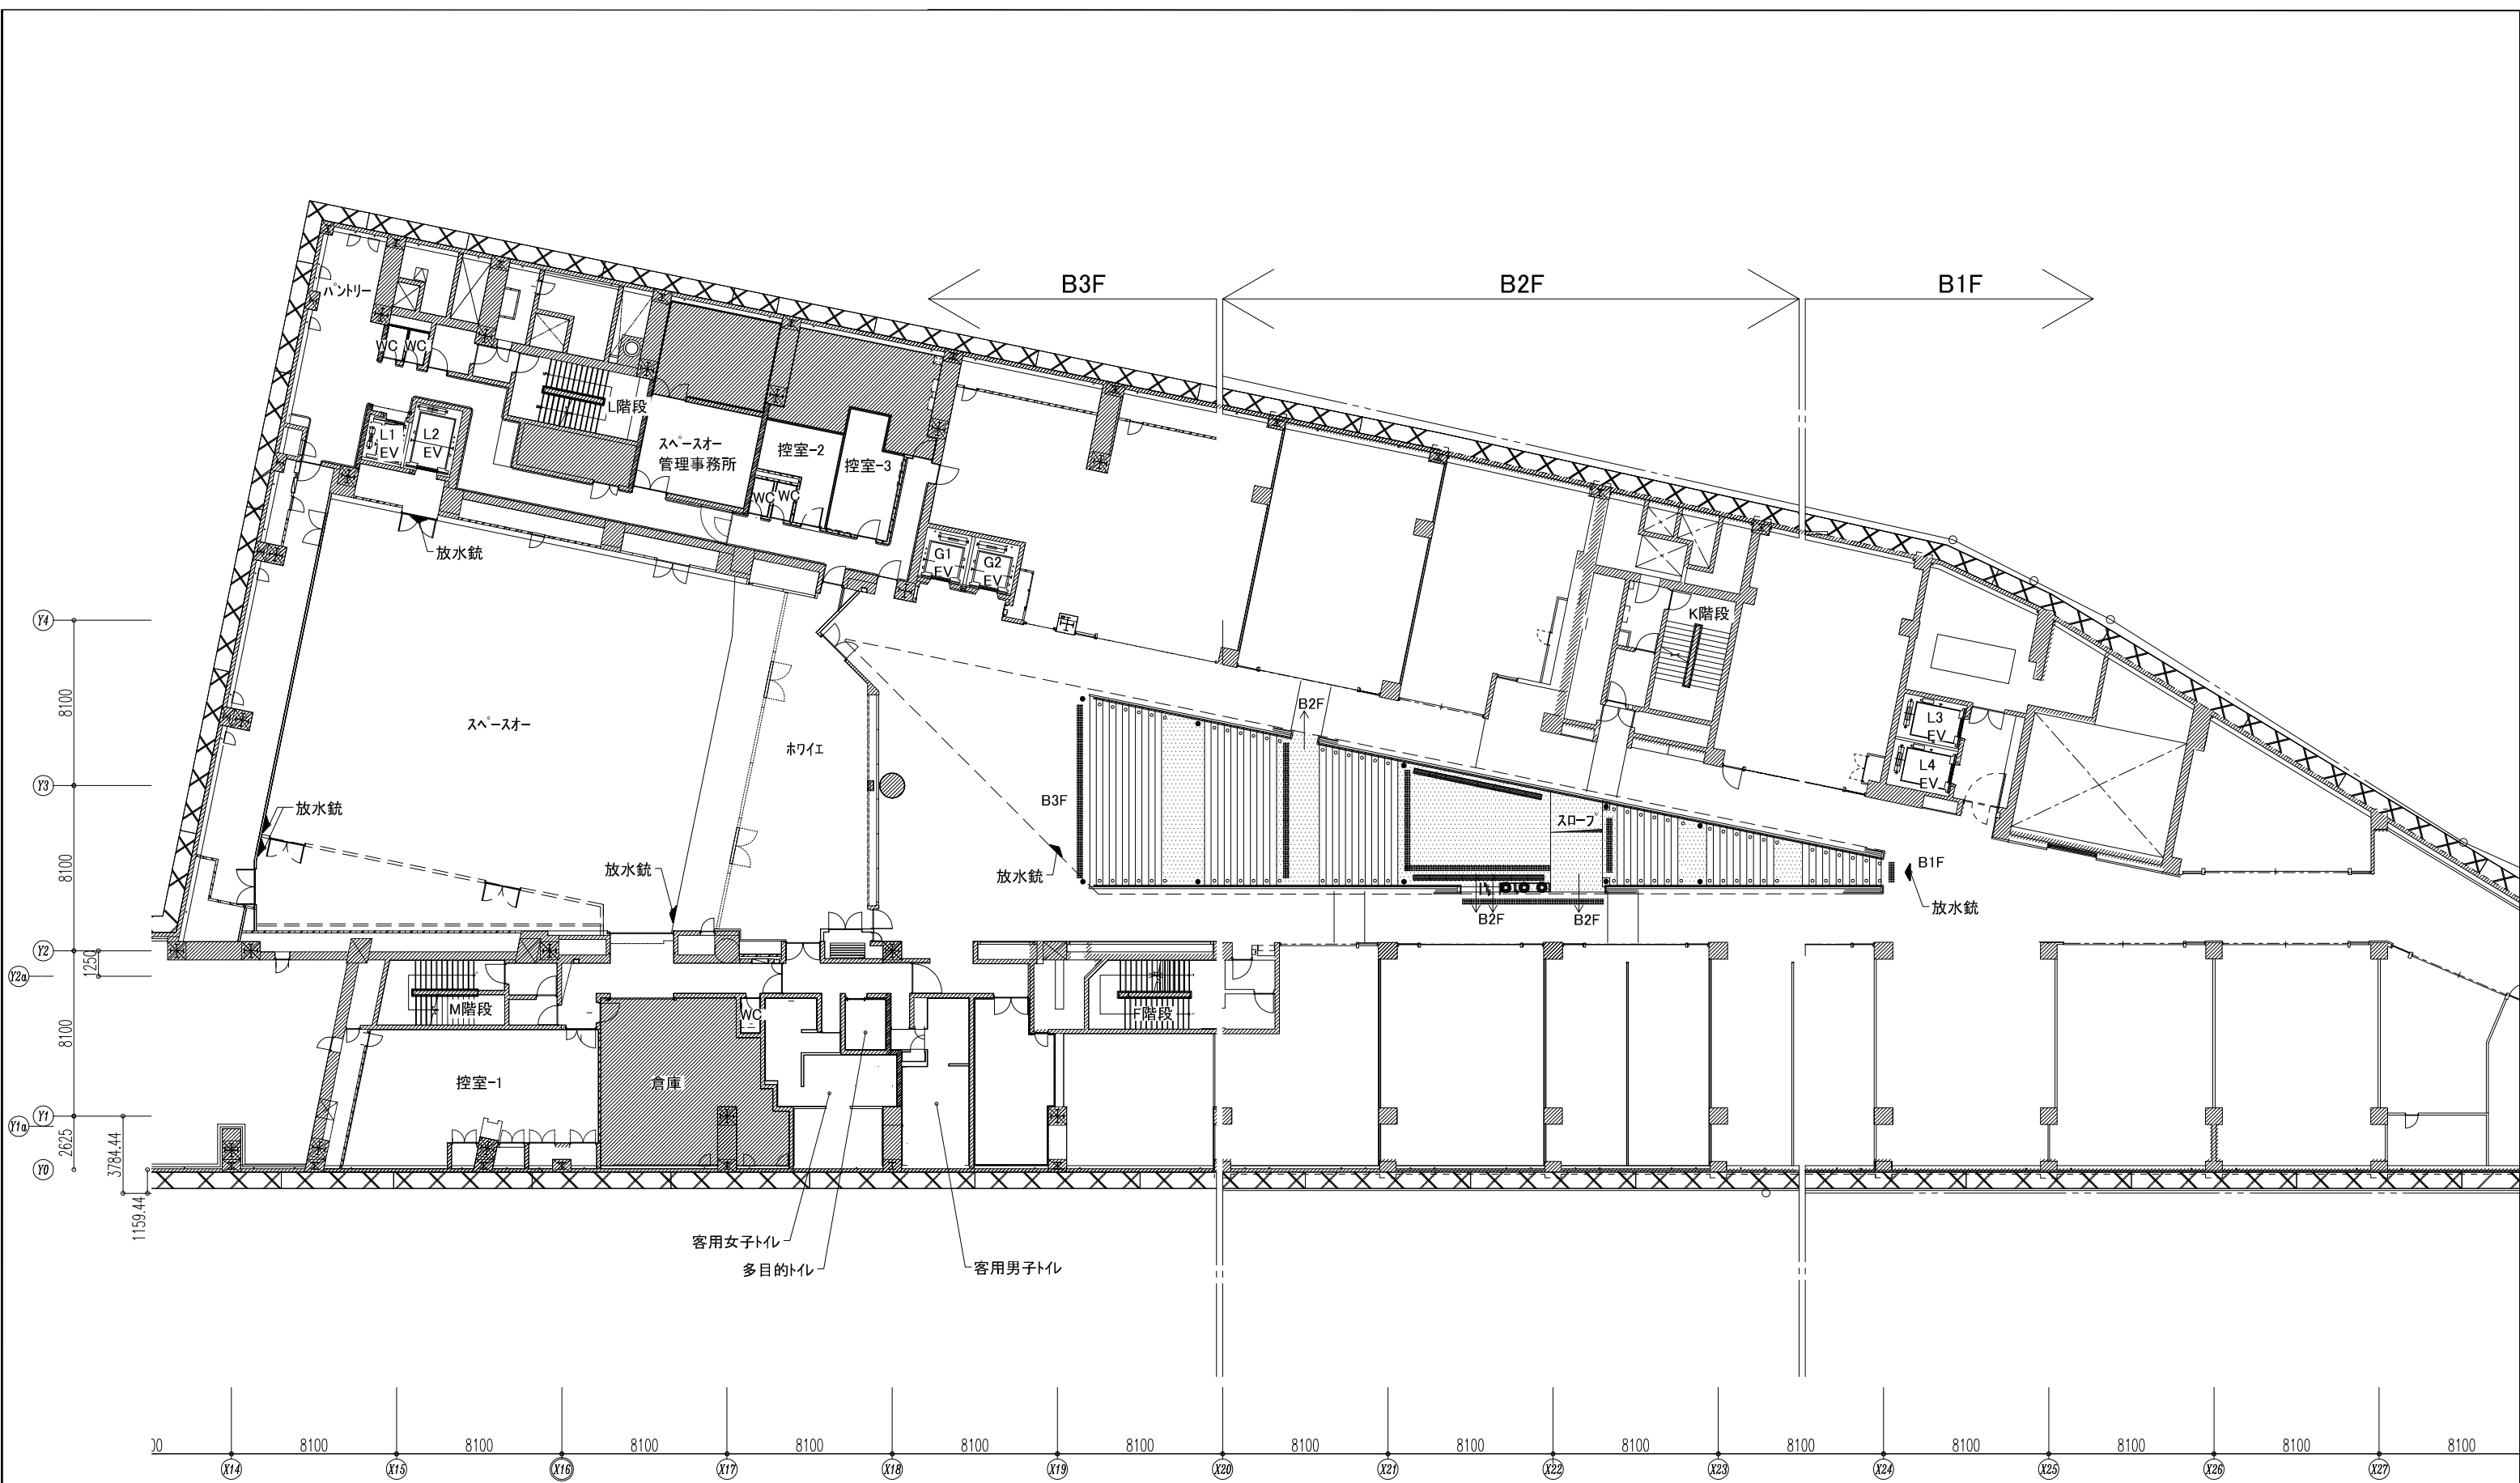 B3F
B2F
B1F
パントリー
WC
WC
L階段
L1
EV
L2
EV
スペースオー
管理事務所
控室-2
控室-3
WC
WC
放水銃
G1
EV
G2
EV
K階段
Y4
8100
スペースオー
ホワイエ
B2F
L3
EV
L4
EV
Y3
B3F
スロープ
放水銃
放水銃
放水銃
8100
B1F
放水銃
B2F
B2F
Y2
Y2a
1250
M階段
WC
F階段
8100
控室-1
倉庫
Y1
Y1a
2625
3784.44
Y0
1159.44
客用女子トイレ
多目的トイレ
客用男子トイレ
00
8100
8100
8100
8100
8100
8100
8100
8100
8100
8100
8100
8100
8100
8100
X14
X15
X16
X17
X18
X19
X20
X21
X22
X23
X24
X25
X26
X27